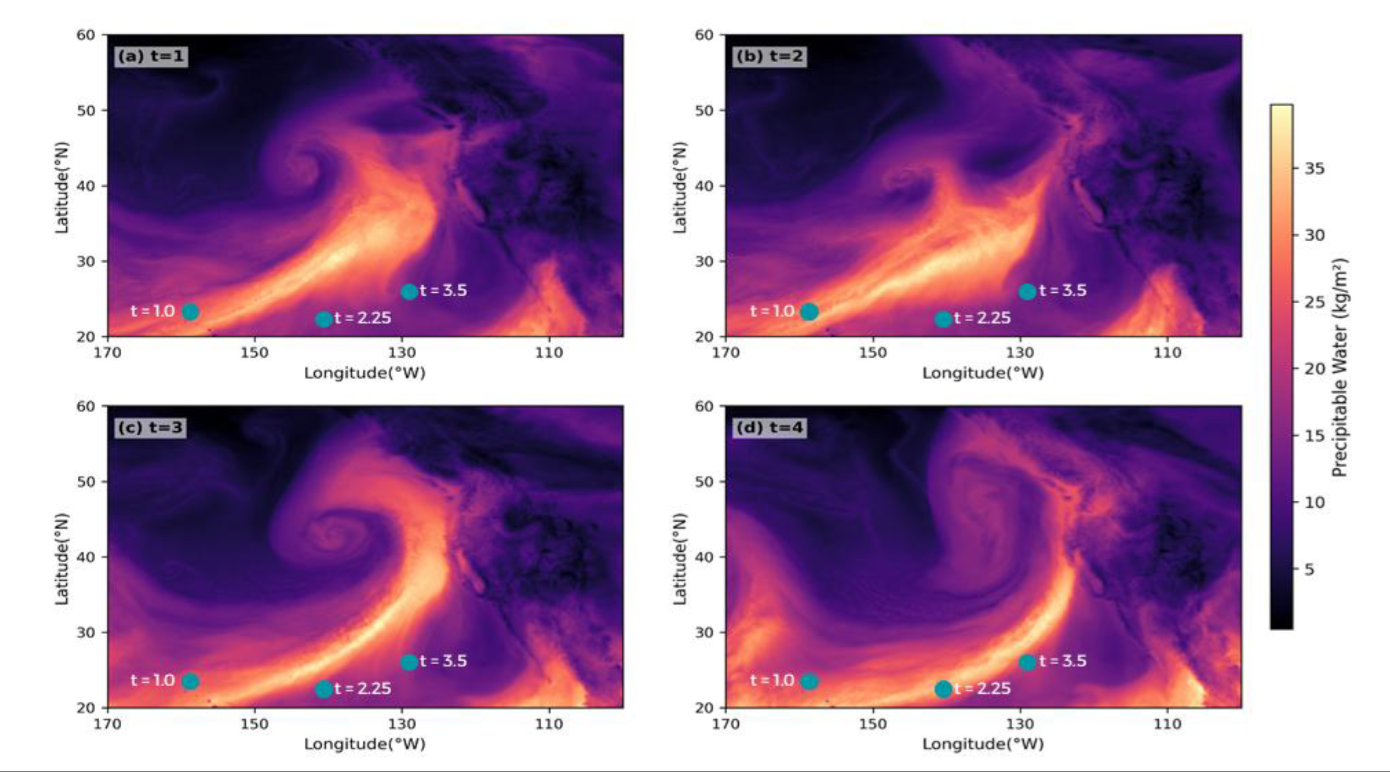 (a) t=1
60
50
40
30
20
Latitude(°N)
t = 1.0
t = 2.25
t = 3.5
170
150
130
110
Longitude(°W)
(b) t=2
60
50
40
30
20
Latitude(°N)
t = 1.0
t = 2.25
t = 3.5
170
150
130
110
Longitude(°W)
(c) t=3
60
50
40
30
20
Latitude(°N)
t = 1.0
t = 2.25
t = 3.5
170
150
130
110
Longitude(°W)
(d) t=4
60
50
40
30
20
Latitude(°N)
t = 1.0
t = 2.25
t = 3.5
170
150
130
110
Longitude(°W)
35
30
25
20
15
10
5
Precipitable Water (kg/m²)